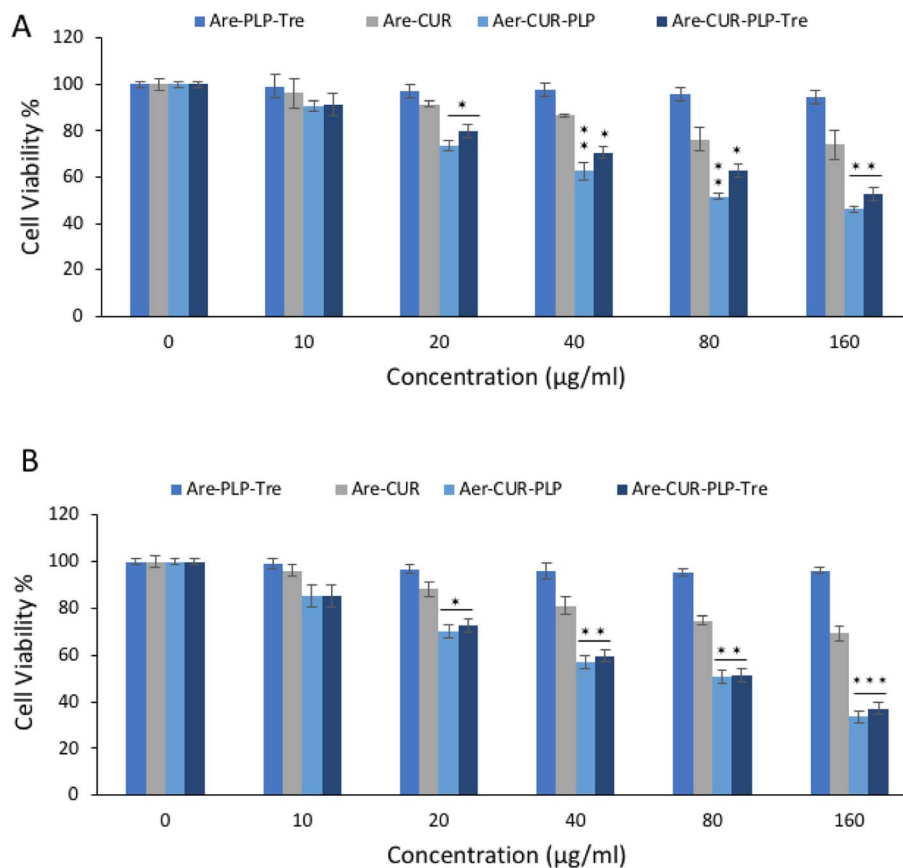 A
Are-PLP-Tre Are-CUR Aer-CUR-PLP Are-CUR-PLP-Tre
120
100
80
60
40
20
0
Cell Viability %
* ** * ** * **
0 10 20 40 80 160
Concentration (µg/ml)
B
Are-PLP-Tre Are-CUR Aer-CUR-PLP Are-CUR-PLP-Tre
120
100
80
60
40
20
0
Cell Viability %
* ** ** ***
0 10 20 40 80 160
Concentration (µg/ml)